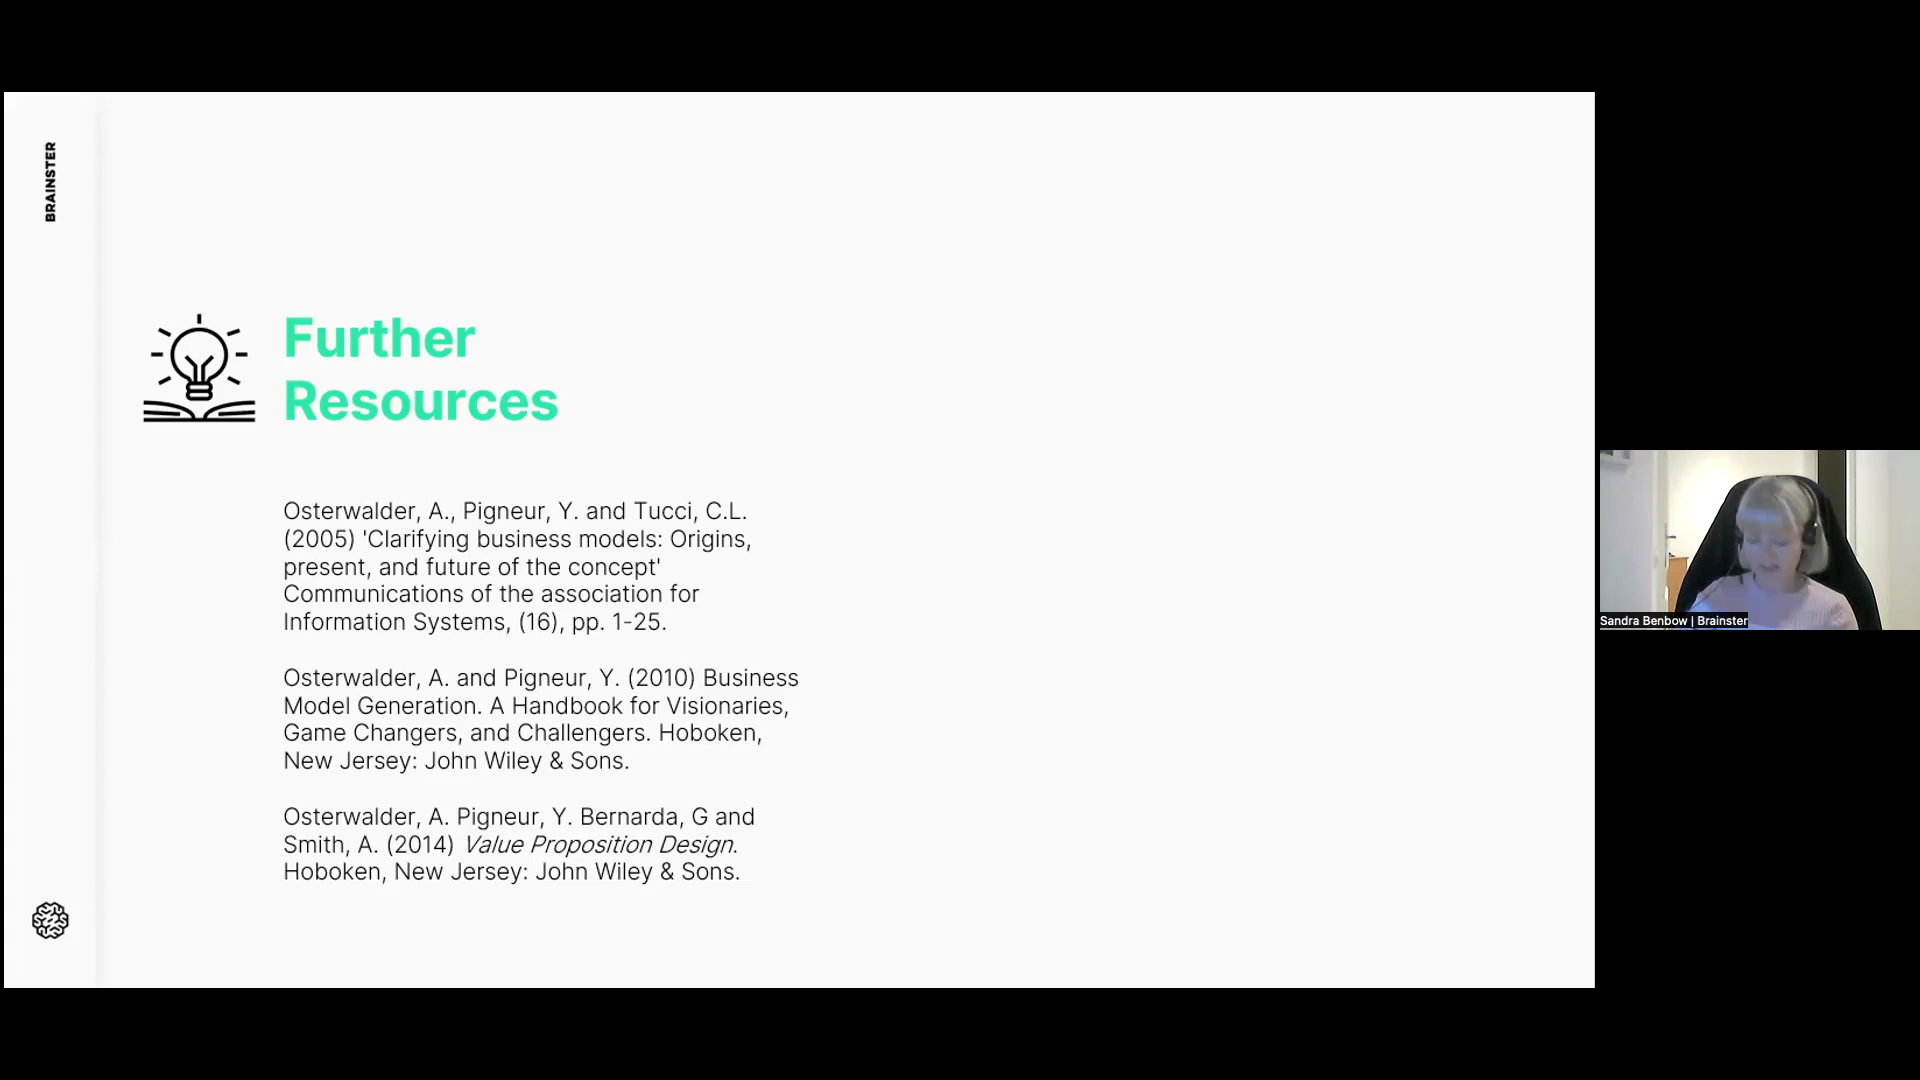 BRAINSTER
Further
Resources
Osterwalder, A., Pigneur, Y. and Tucci, C.L.
(2005) 'Clarifying business models: Origins,
present, and future of the concept'
Communications of the association for
Information Systems, (16), pp. 1-25.
Osterwalder, A. and Pigneur, Y. (2010) Business
Model Generation. A Handbook for Visionaries,
Game Changers, and Challengers. Hoboken,
New Jersey: John Wiley & Sons.
Osterwalder, A. Pigneur, Y. Bernarda, G and
Smith, A. (2014) Value Proposition Design.
Hoboken, New Jersey: John Wiley & Sons.
Sandra Benbow | Brainster